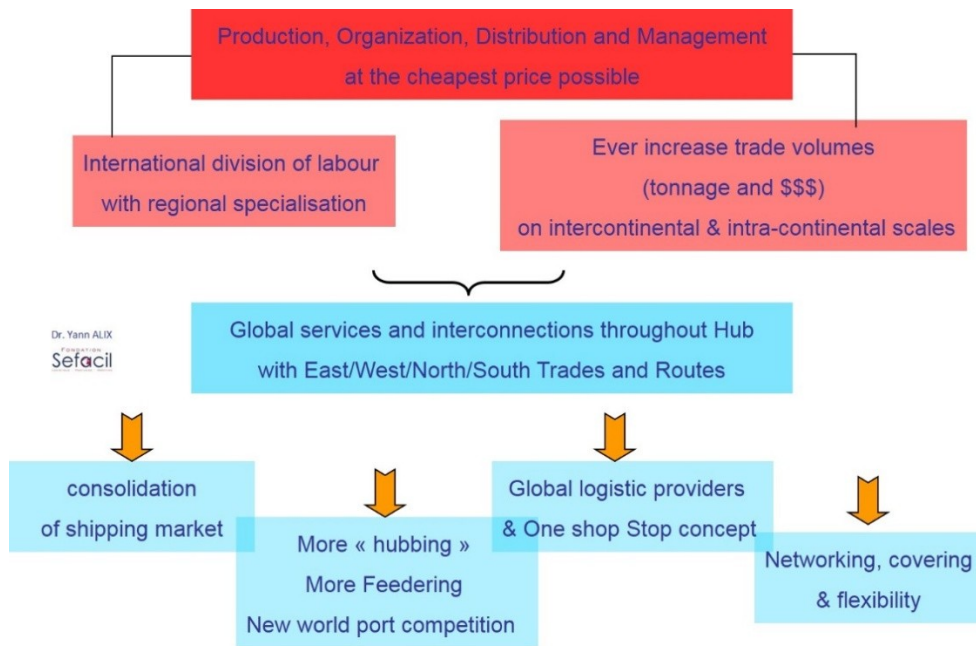 Production, Organization, Distribution and Management
at the cheapest price possible
International division of labour
with regional specialisation
Ever increase trade volumes
(tonnage and $$$)
on intercontinental & intra-continental scales
Global services and interconnections throughout Hub
with East/West/North/South Trades and Routes
Dr. Yann ALIX
FONDATION
Sefacil
consolidation
of shipping market
More « hubbing »
More Feedering
New world port competition
Global logistic providers
& One shop Stop concept
Networking, covering
& flexibility